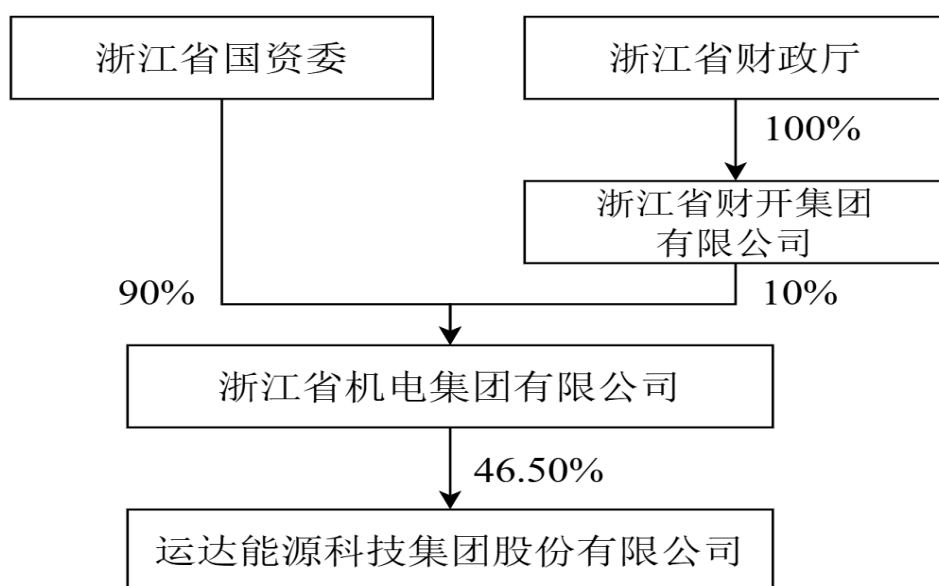 浙江省国资委
浙江省财政厅
100%
浙江省财开集团
有限公司
90%
10%
浙江省机电集团有限公司
46.50%
运达能源科技集团股份有限公司